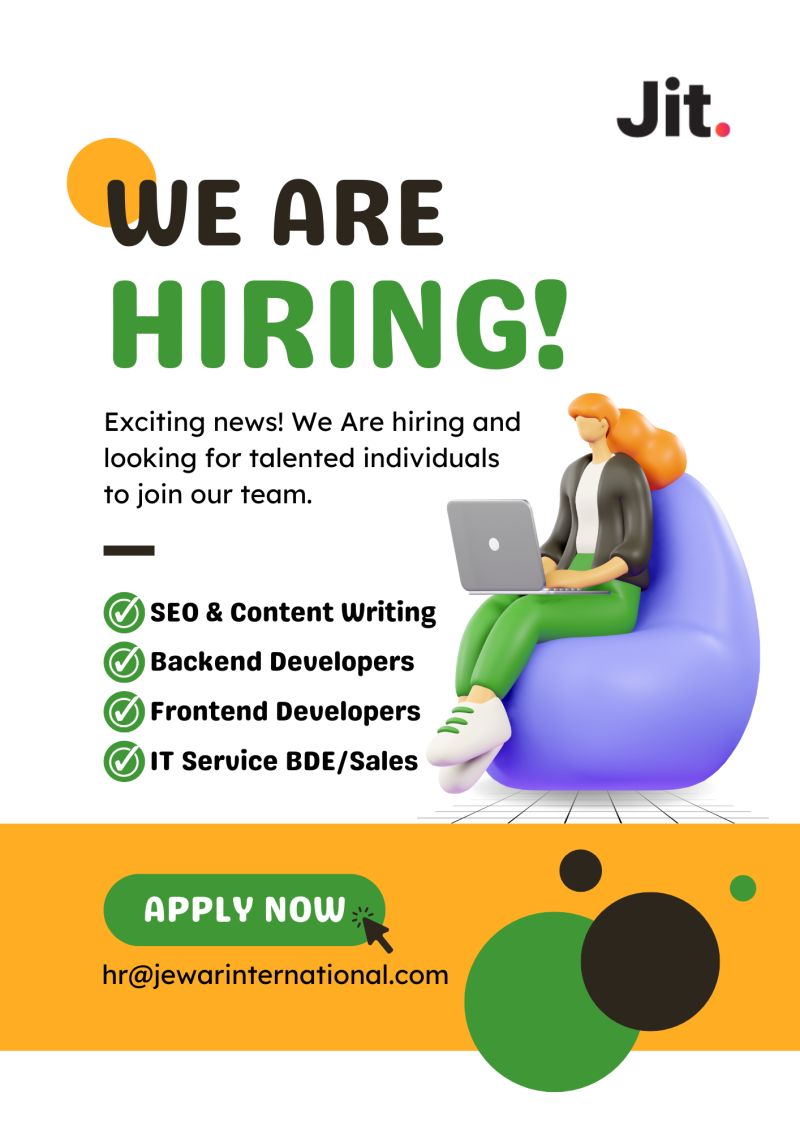 Jit.
WE ARE
HIRING!
Exciting news! We Are hiring and
looking for talented individuals
to join our team.
SEO & Content Writing
Backend Developers
Frontend Developers
IT Service BDE/Sales
APPLY NOW
hr@jewarinternational.com